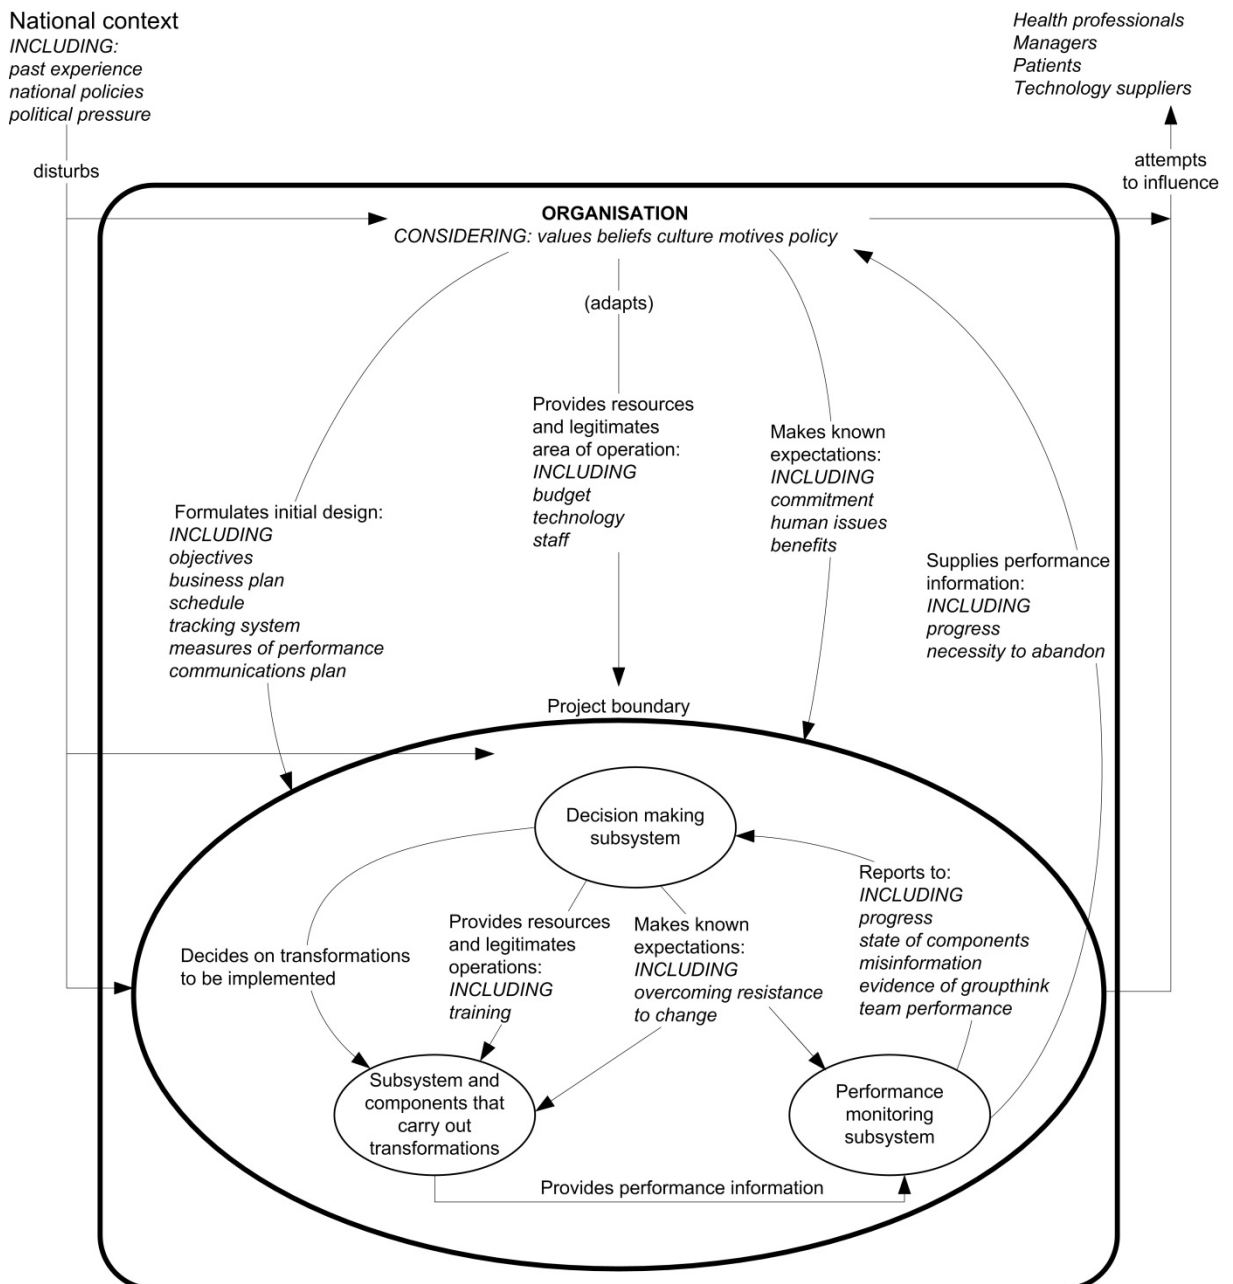 National context
INCLUDING:
past experience
national policies
political pressure
Health professionals
Managers
Patients
Technology suppliers
disturbs
attempts
to influence
ORGANISATION
CONSIDERING: values beliefs culture motives policy
(adapts)
Formulates initial design:
INCLUDING
objectives
business plan
schedule
tracking system
measures of performance
communications plan
Provides resources
and legitimates
area of operation:
INCLUDING
budget
technology
staff
Makes known
expectations:
INCLUDING
commitment
human issues
benefits
Supplies performance
information:
INCLUDING
progress
necessity to abandon
Project boundary
Decision making
subsystem
Decides on transformations
to be implemented
Provides resources
and legitimates
operations:
INCLUDING
training
Makes known
expectations:
INCLUDING
overcoming resistance
to change
Reports to:
INCLUDING
progress
state of components
misinformation
evidence of groupthink
team performance
Subsystem and
components that
carry out
transformations
Performance
monitoring
subsystem
Provides performance information